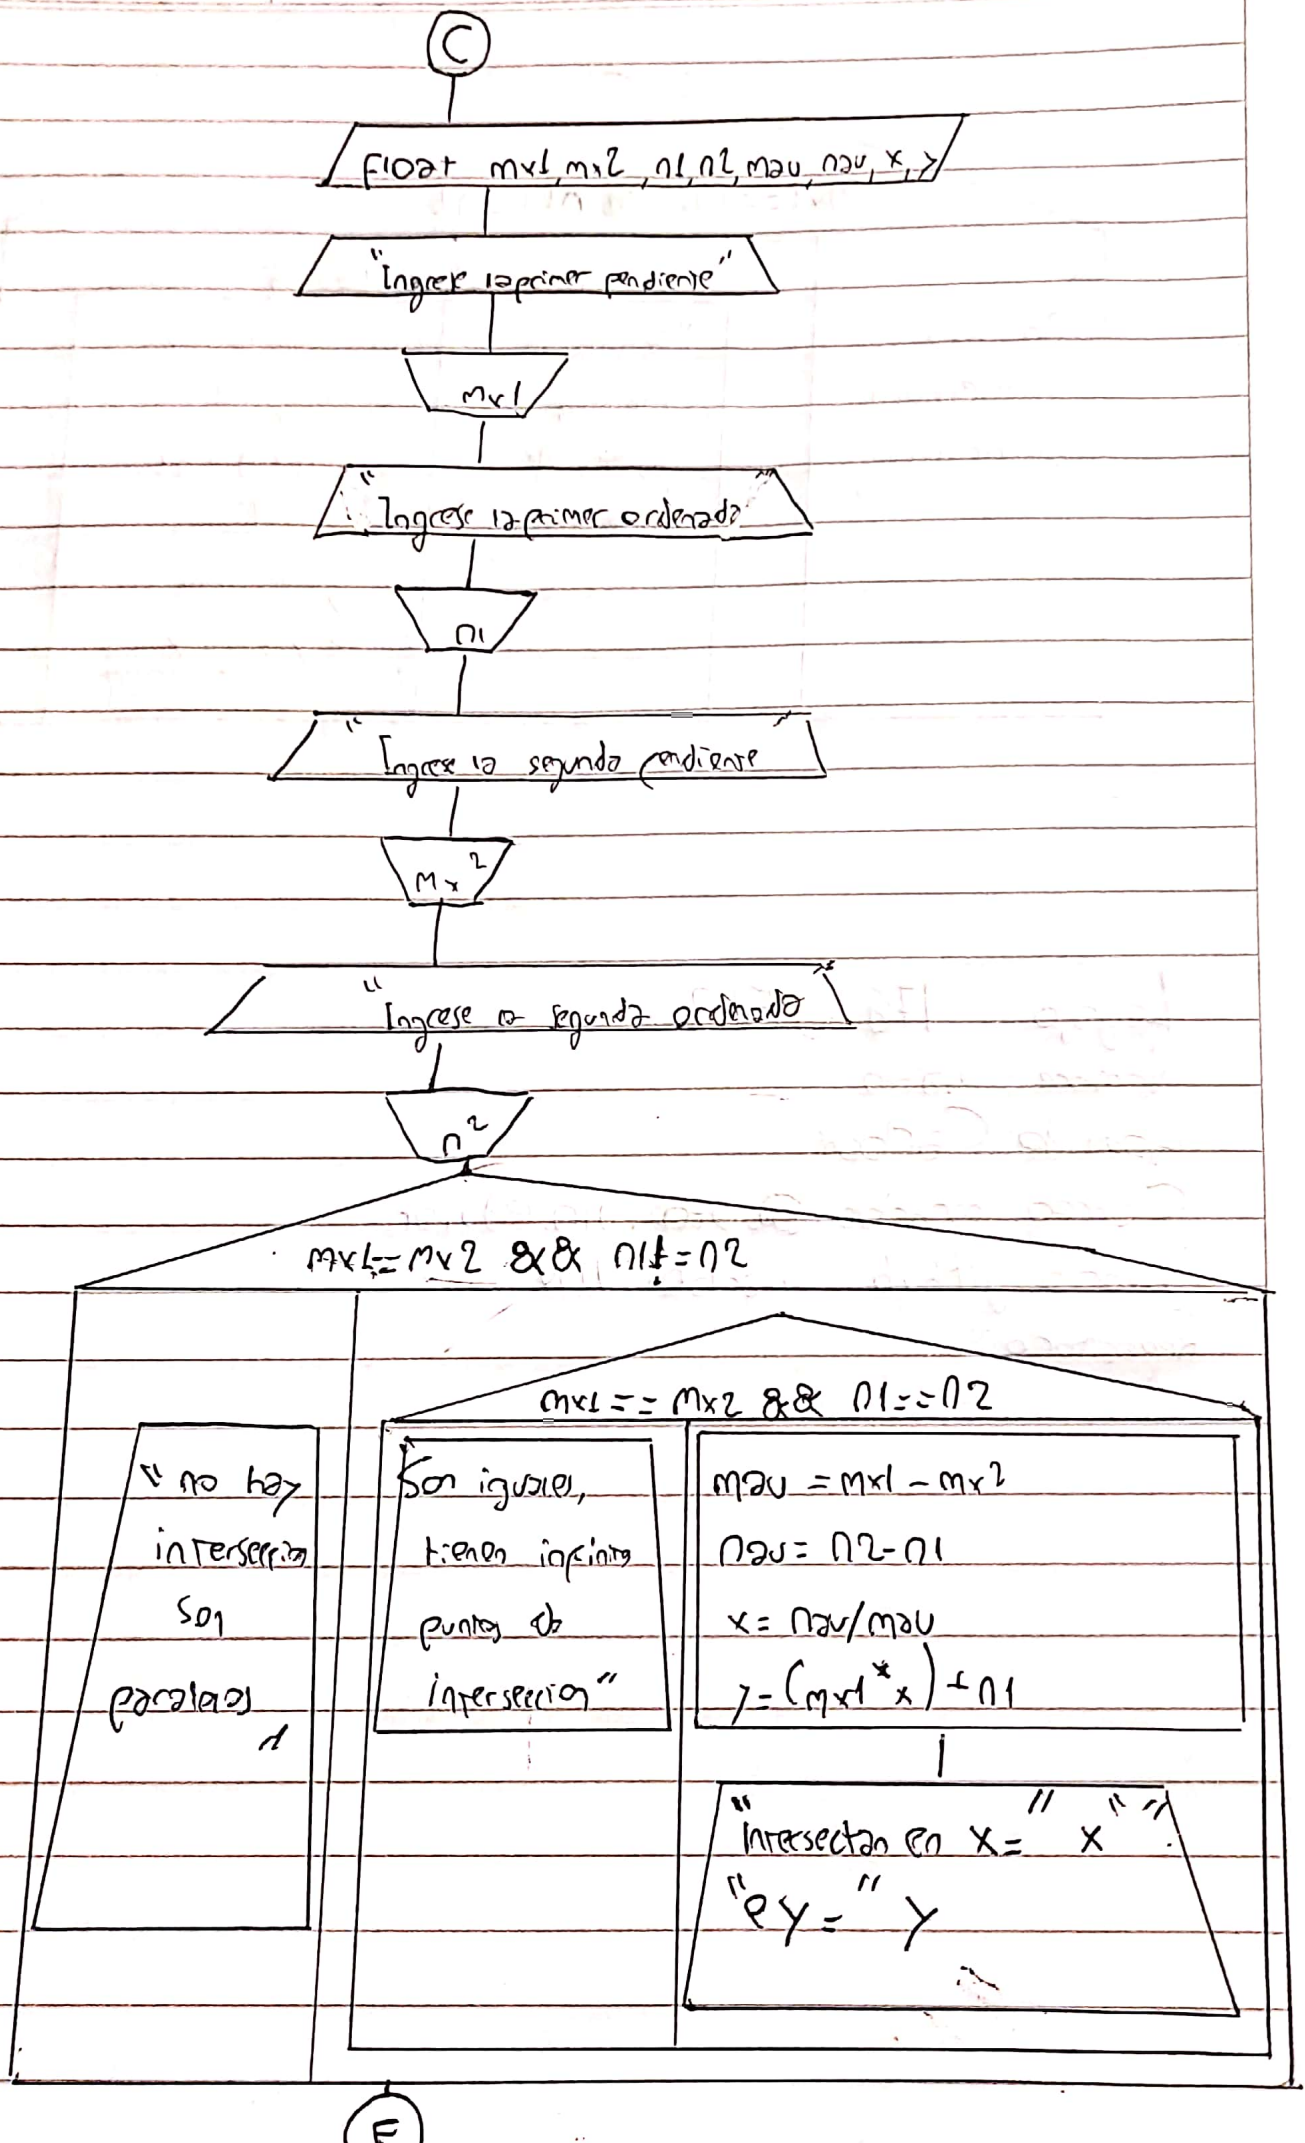 C
float mx1, mx2, n1, n2, mau, nau, x, y
"Ingrese la primer pendiente"
mx1
"Ingrese la primer ordenada"
n1
"Ingrese la segunda pendiente"
Mx2
"Ingrese la segunda ordenada"
n2
mx1==mx2 && n1!=n2
mx1==mx2 && n1==n2
"no hay
interseccion
son
paralelas"
"Son iguales,
tienen infinitos
puntos de
interseccion"
mau = mx1 - mx2
nau = n2-n1
x= nau/mau
y=(mx1*x)+n1
"Intersectan en x=" x " "
"e y=" y
F